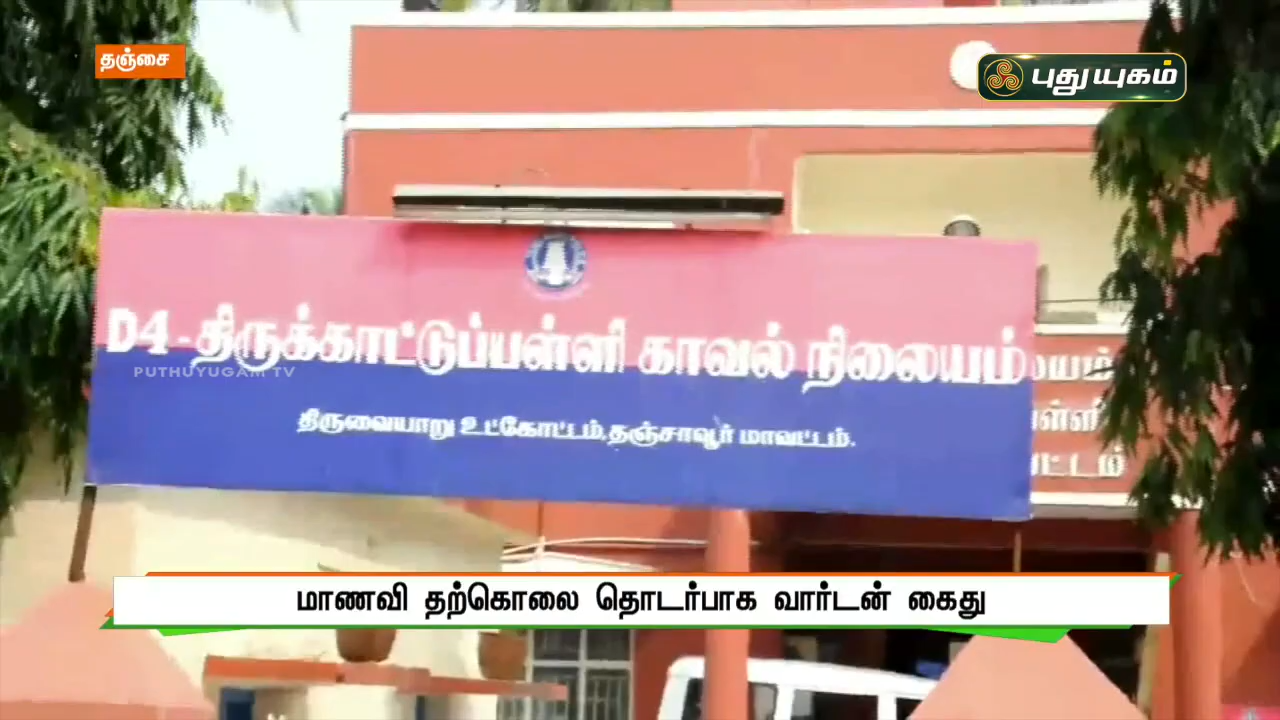 தஞ்சை
புதுயுகம்
D4 - திருக்காட்டுப்பள்ளி காவல் நிலையம்
PUTHUYUGAM TV
திருவையாறு உட்கோட்டம், தஞ்சாவூர் மாவட்டம்.
மாணவி தற்கொலை தொடர்பாக வார்டன் கைது